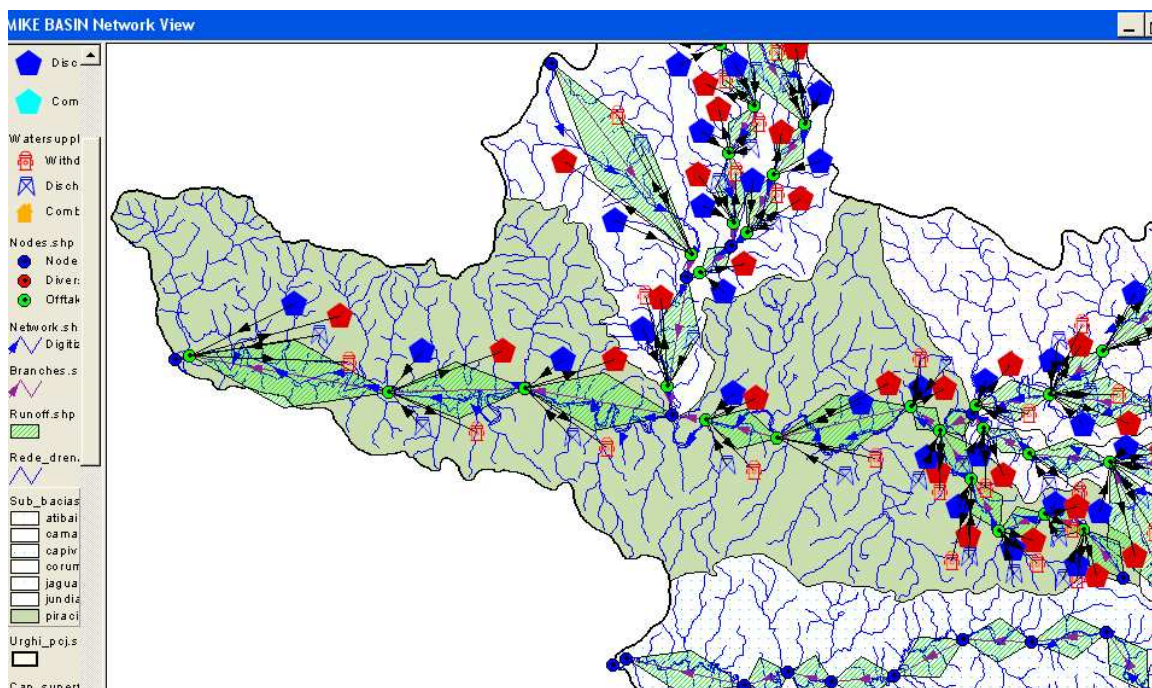 MIKE BASIN Network View
Disc
Com
Watersuppl
Withd
Disch
Comb
Nodes.shp
Node
Divers
Offtak
Network.sh
Digitiz
Branches.s
Runoff.shp
Rede_dren.
Sub_bacias
atibai
cama
capiv
corum
jagua
jundia
piraci
Urghi_pcj.s
Cap_supert